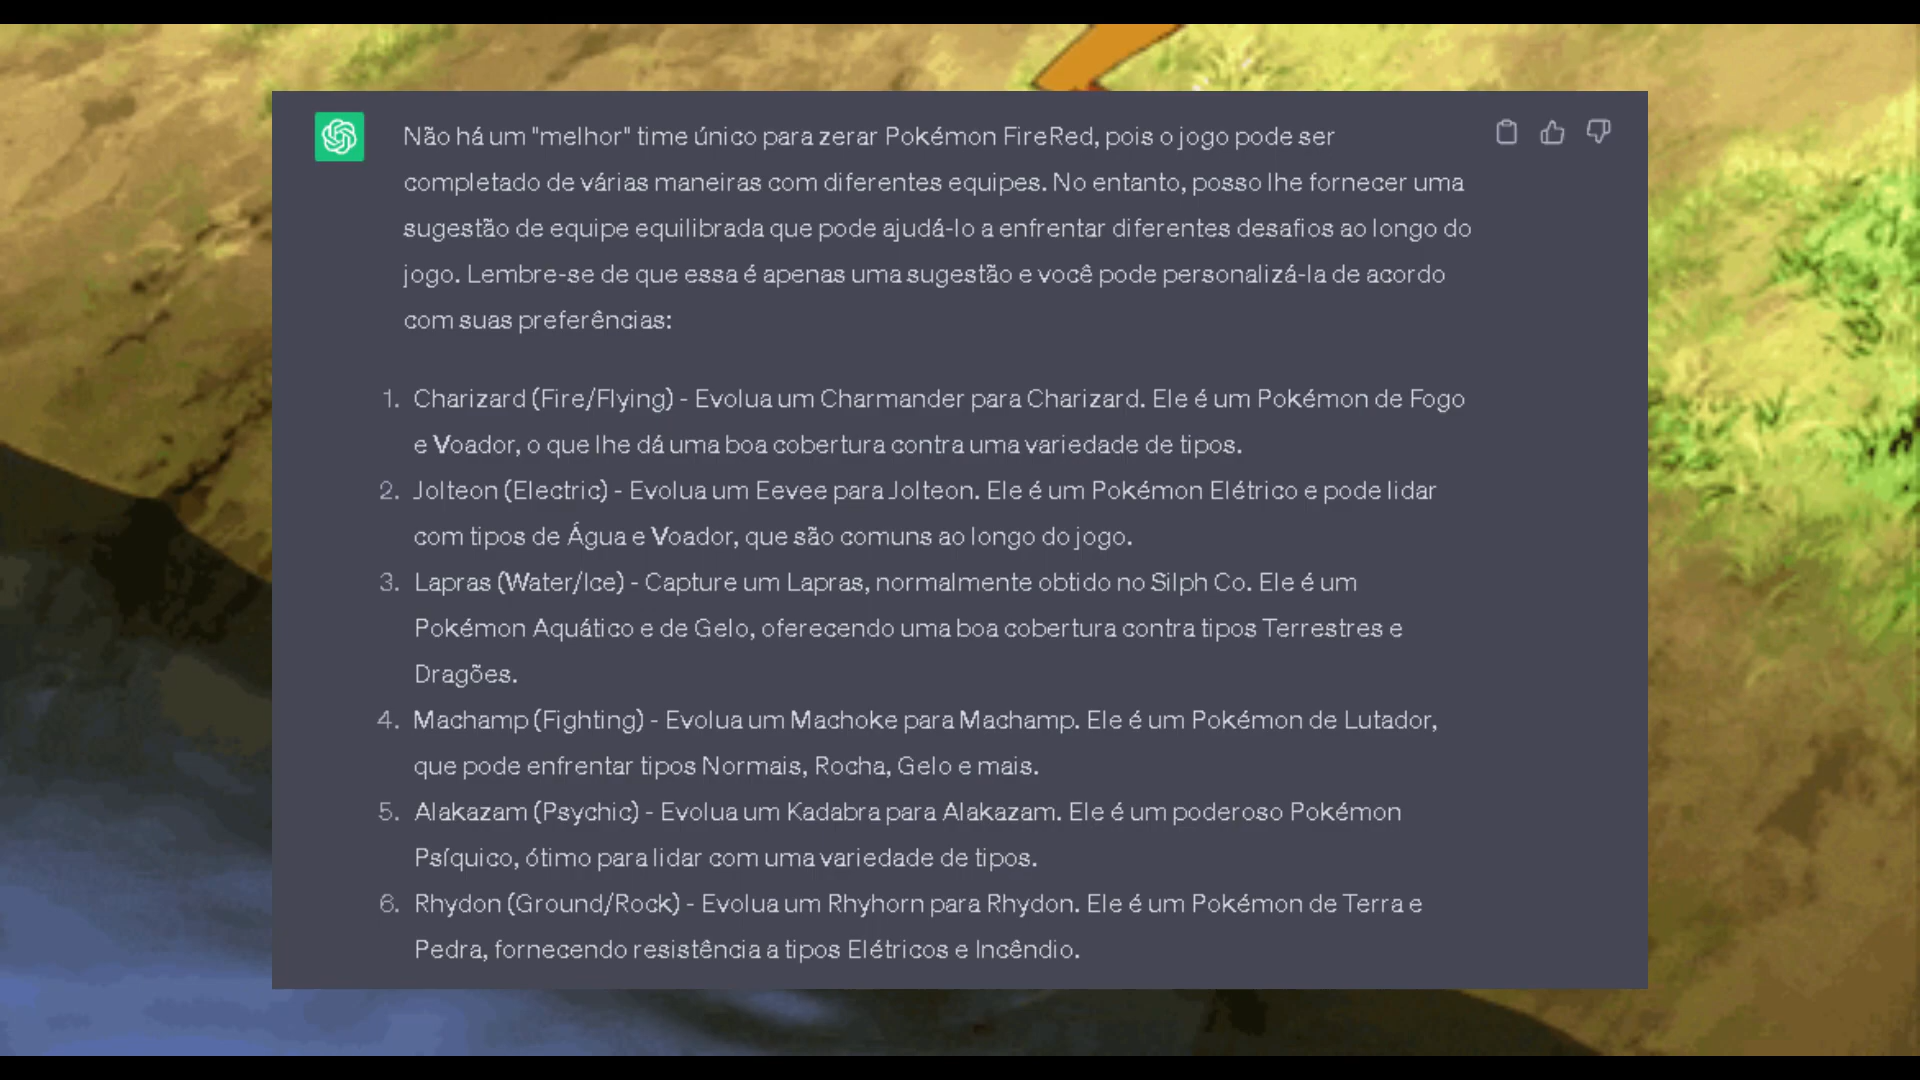 Não há um "melhor" time único para zerar Pokémon FireRed, pois o jogo pode ser
completado de várias maneiras com diferentes equipes. No entanto, posso lhe fornecer uma
sugestão de equipe equilibrada que pode ajudá-lo a enfrentar diferentes desafios ao longo do
jogo. Lembre-se de que essa é apenas uma sugestão e você pode personalizá-la de acordo
com suas preferências:
1. Charizard (Fire/Flying) - Evolua um Charmander para Charizard. Ele é um Pokémon de Fogo
e Voador, o que lhe dá uma boa cobertura contra uma variedade de tipos.
2. Jolteon (Electric) - Evolua um Eevee para Jolteon. Ele é um Pokémon Elétrico e pode lidar
com tipos de Água e Voador, que são comuns ao longo do jogo.
3. Lapras (Water/Ice) - Capture um Lapras, normalmente obtido no Silph Co. Ele é um
Pokémon Aquático e de Gelo, oferecendo uma boa cobertura contra tipos Terrestres e
Dragões.
4. Machamp (Fighting) - Evolua um Machoke para Machamp. Ele é um Pokémon de Lutador,
que pode enfrentar tipos Normais, Rocha, Gelo e mais.
5. Alakazam (Psychic) - Evolua um Kadabra para Alakazam. Ele é um poderoso Pokémon
Psíquico, ótimo para lidar com uma variedade de tipos.
6. Rhydon (Ground/Rock) - Evolua um Rhyhorn para Rhydon. Ele é um Pokémon de Terra e
Pedra, fornecendo resistência a tipos Elétricos e Incêndio.